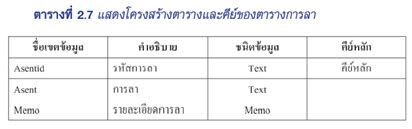 ตารางที่ 2.7 แสดงโครงสร้างตารางและคีย์ของตารางการลา
ชื่อเขตข้อมูล คำอธิบาย ชนิดข้อมูล คีย์หลัก
Asentid รหัสการลา Text คีย์หลัก
Asent การลา Text
Memo รายละเอียดการลา Memo